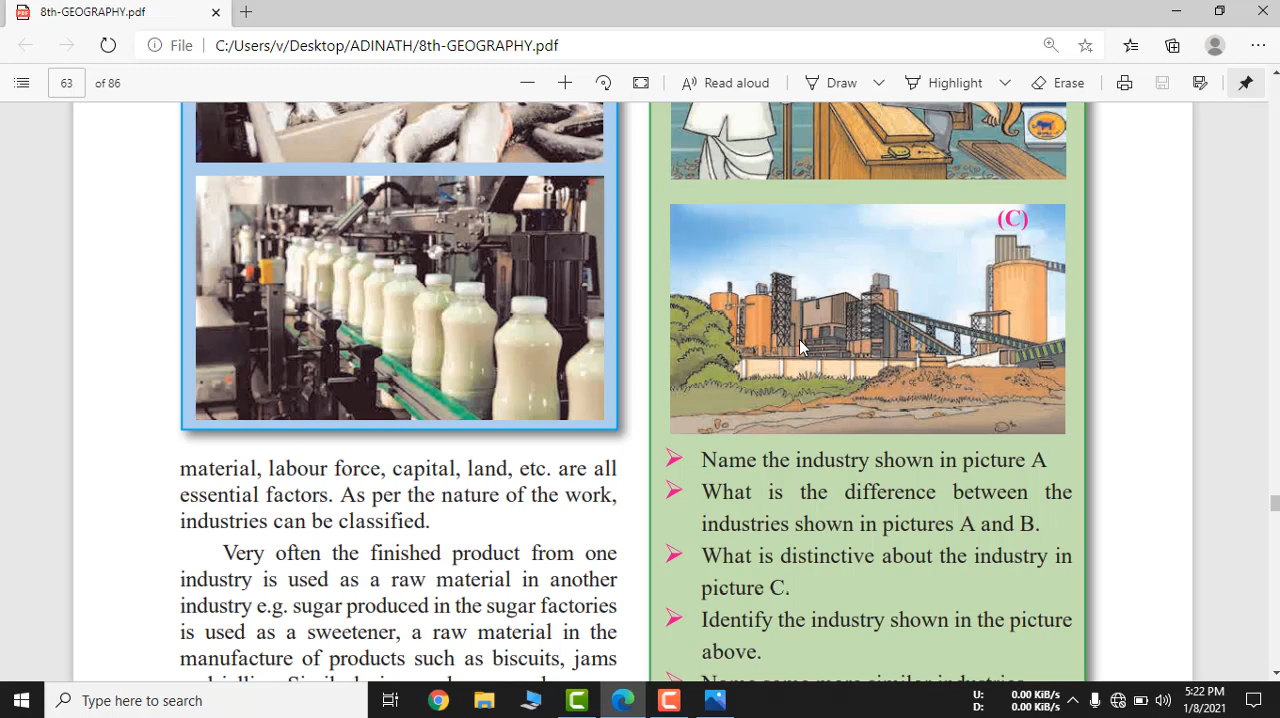 8th-GEOGRAPHY.pdf
File C:/Users/v/Desktop/ADINATH/8th-GEOGRAPHY.pdf
63 of 86 Read aloud Draw Highlight Erase
(C)
material, labour force, capital, land, etc. are all
essential factors. As per the nature of the work,
industries can be classified.
Very often the finished product from one
industry is used as a raw material in another
industry e.g. sugar produced in the sugar factories
is used as a sweetener, a raw material in the
manufacture of products such as biscuits, jams
Name the industry shown in picture A
What is the difference between the
industries shown in pictures A and B.
What is distinctive about the industry in
picture C.
Identify the industry shown in the picture
above.
Name some more similar industries
Type here to search
U: 0.00 KiB/s
D: 0.00 KiB/s
5:22 PM
1/8/2021